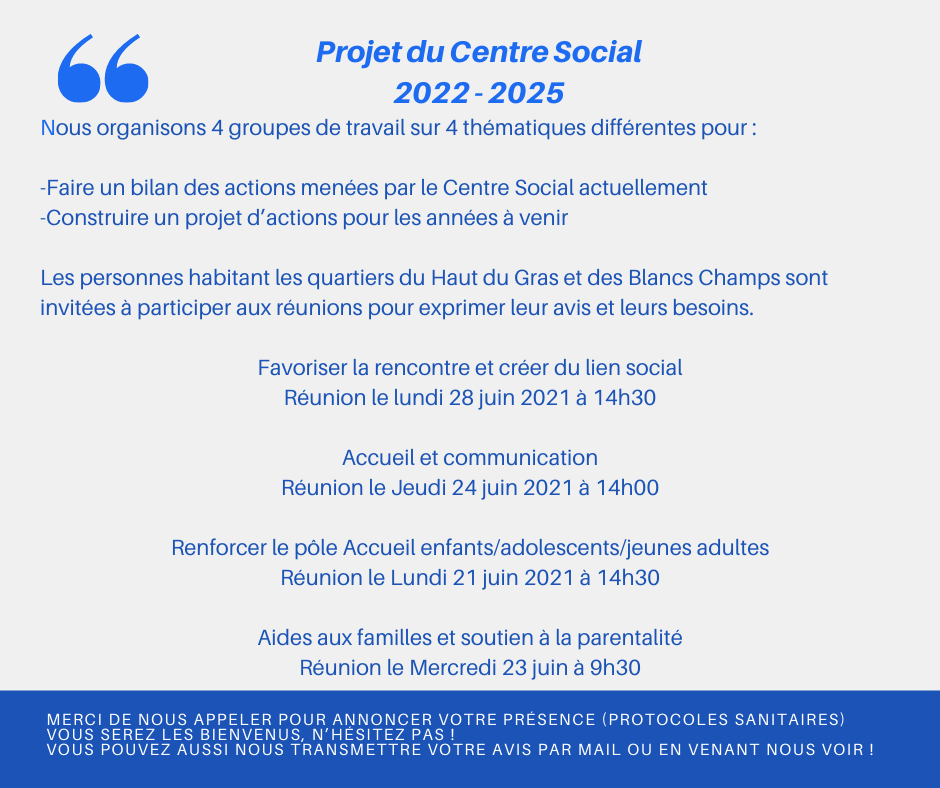 Projet du Centre Social
2022 - 2025
Nous organisons 4 groupes de travail sur 4 thématiques différentes pour :
-Faire un bilan des actions menées par le Centre Social actuellement
-Construire un projet d’actions pour les années à venir
Les personnes habitant les quartiers du Haut du Gras et des Blancs Champs sont
invitées à participer aux réunions pour exprimer leur avis et leurs besoins.
Favoriser la rencontre et créer du lien social
Réunion le lundi 28 juin 2021 à 14h30
Accueil et communication
Réunion le Jeudi 24 juin 2021 à 14h00
Renforcer le pôle Accueil enfants/adolescents/jeunes adultes
Réunion le Lundi 21 juin 2021 à 14h30
Aides aux familles et soutien à la parentalité
Réunion le Mercredi 23 juin à 9h30
MERCI DE NOUS APPELER POUR ANNONCER VOTRE PRÉSENCE (PROTOCOLES SANITAIRES)
VOUS SEREZ LES BIENVENUS, N’HÉSITEZ PAS !
VOUS POUVEZ AUSSI NOUS TRANSMETTRE VOTRE AVIS PAR MAIL OU EN VENANT NOUS VOIR !